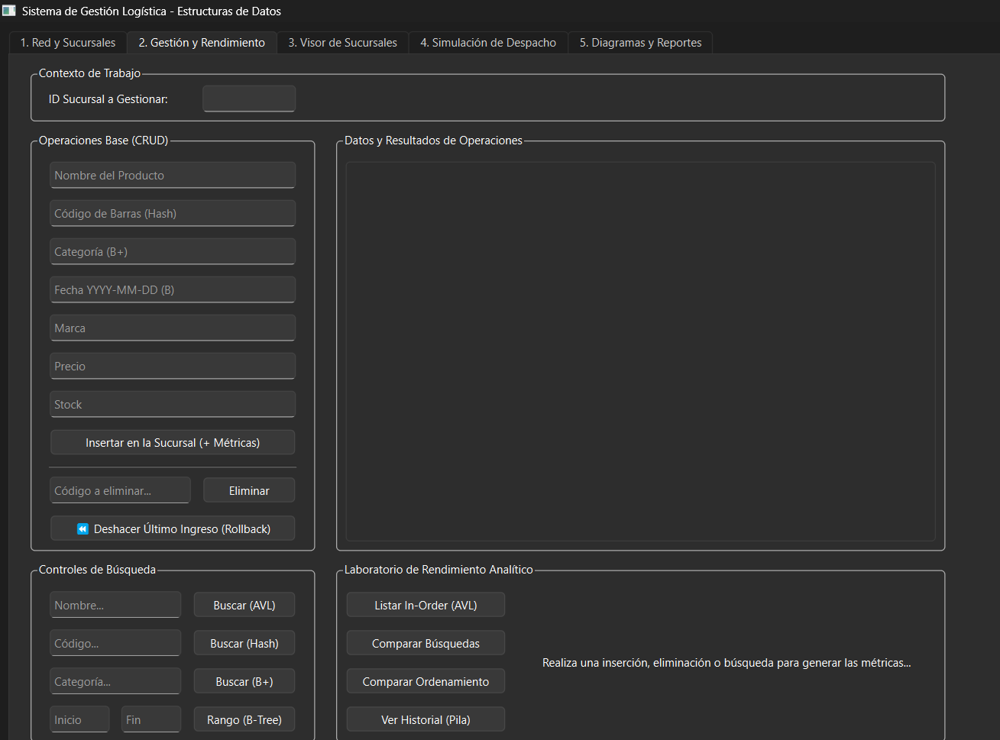 Sistema de Gestión Logística - Estructuras de Datos
1. Red y Sucursales
2. Gestión y Rendimiento
3. Visor de Sucursales
4. Simulación de Despacho
5. Diagramas y Reportes
Contexto de Trabajo
ID Sucursal a Gestionar:
Operaciones Base (CRUD)
Nombre del Producto
Código de Barras (Hash)
Categoría (B+)
Fecha YYYY-MM-DD (B)
Marca
Precio
Stock
Insertar en la Sucursal (+ Métricas)
Código a eliminar...
Eliminar
Deshacer Último Ingreso (Rollback)
Datos y Resultados de Operaciones
Controles de Búsqueda
Nombre...
Buscar (AVL)
Código...
Buscar (Hash)
Categoría...
Buscar (B+)
Inicio
Fin
Rango (B-Tree)
Laboratorio de Rendimiento Analítico
Listar In-Order (AVL)
Comparar Búsquedas
Comparar Ordenamiento
Ver Historial (Pila)
Realiza una inserción, eliminación o búsqueda para generar las métricas...